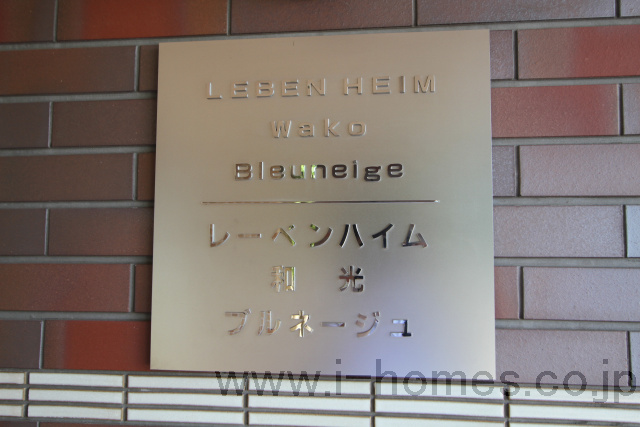 LEBEN HEIM
Wako
Bleuneige
レーベンハイム
和 光
ブルネージュ
www.i-homes.co.jp